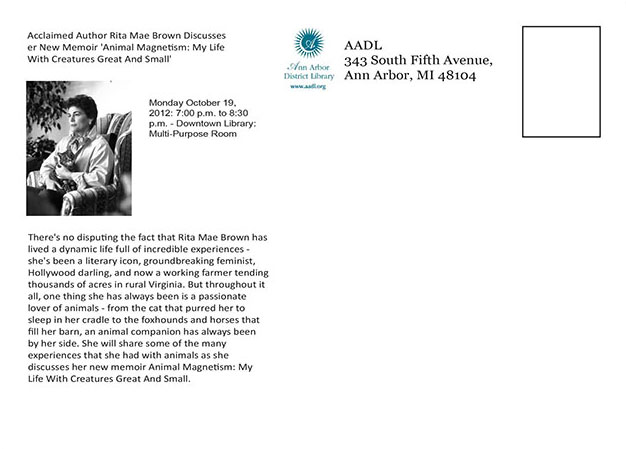 Acclaimed Author Rita Mae Brown Discusses
er New Memoir 'Animal Magnetism: My Life
With Creatures Great And Small'
Monday October 19,
2012: 7:00 p.m. to 8:30
p.m. - Downtown Library:
Multi-Purpose Room
There's no disputing the fact that Rita Mae Brown has
lived a dynamic life full of incredible experiences -
she's been a literary icon, groundbreaking feminist,
Hollywood darling, and now a working farmer tending
thousands of acres in rural Virginia. But throughout it
all, one thing she has always been is a passionate
lover of animals - from the cat that purred her to
sleep in her cradle to the foxhounds and horses that
fill her barn, an animal companion has always been
by her side. She will share some of the many
experiences that she had with animals as she
discusses her new memoir Animal Magnetism: My
Life With Creatures Great And Small.
Ann Arbor
District Library
www.aadl.org
AADL
343 South Fifth Avenue,
Ann Arbor, MI 48104